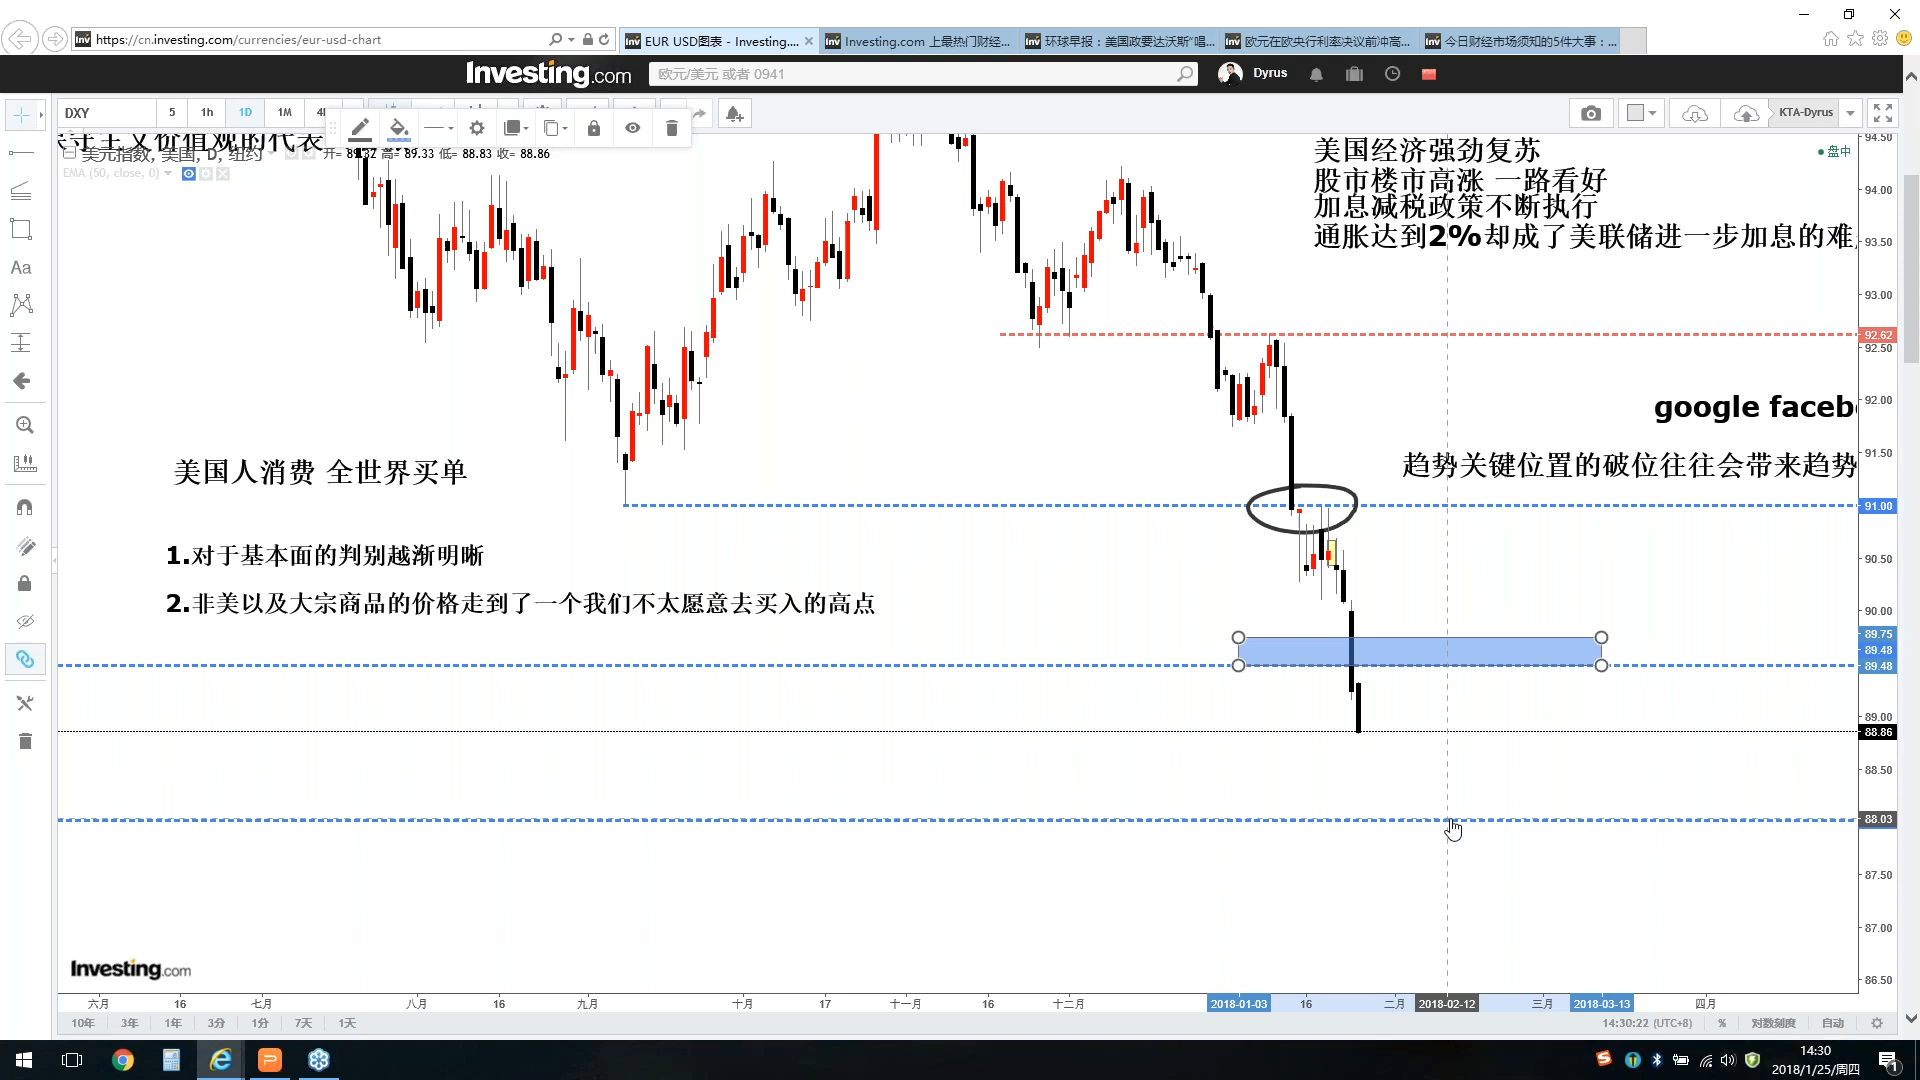 https://cn.investing.com/currencies/eur-usd-chart
EUR USD图表 - Investing....
Investing.com 上最热门财经...
环球早报：美国政要达沃斯“唱...
欧元在欧央行利率决议前冲高...
今日财经市场须知的5件大事：...
Investing.com
欧元/美元 或者 0941
Dyrus
DXY
5
1h
1D
1M
KTA-Dyrus
守主义价值观的代表
美元指数, 美国, D, 纽约
高= 89.33 低= 88.83 收= 88.86
EMA (50, close, 0)
盘中
美国经济强劲复苏
股市楼市高涨 一路看好
加息减税政策不断执行
通胀达到2%却成了美联储进一步加息的难
google faceb
趋势关键位置的破位往往会带来趋势
美国人消费 全世界买单
1.对于基本面的判别越渐明晰
2.非美以及大宗商品的价格走到了一个我们不太愿意去买入的高点
94.50
94.00
93.50
93.00
92.62
92.50
92.00
91.50
91.00
90.50
90.00
89.75
89.48
89.48
89.00
88.86
88.50
88.03
87.50
87.00
86.50
Investing.com
六月
16
七月
八月
16
九月
十月
17
十一月
16
十二月
2018-01-03
16
二月
2018-02-12
三月
2018-03-13
四月
10年
3年
1年
3分
1分
7天
1天
14:30:22 (UTC+8)
%
对数刻度
自动
14:30
2018/1/25/周四
1